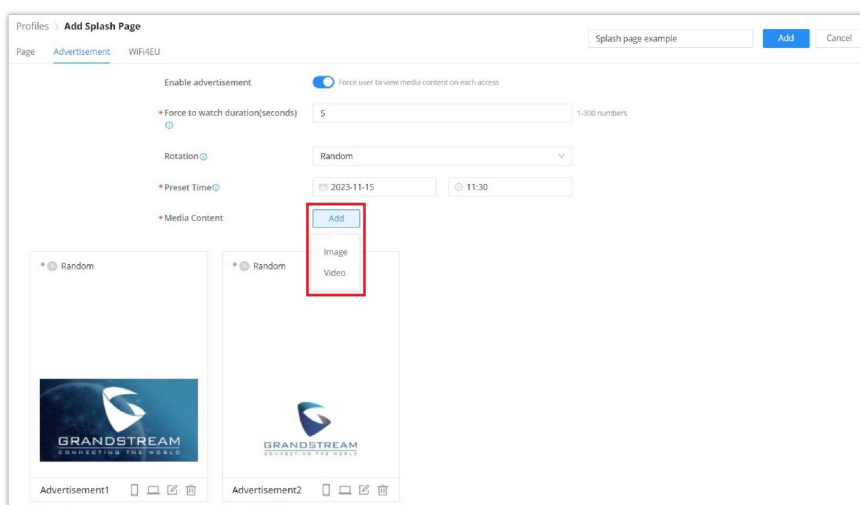 Profiles > Add Splash Page
Splash page example
Add
Cancel
Page
Advertisement
WiFi4EU
Enable advertisement
Force user to view media content on each access
*Force to watch duration(seconds)
5
1-300 numbers
Rotation
Random
*Preset Time
2023-11-15
11:30
*Media Content
Add
Image
Video
* Random
* Random
GRANDSTREAM
CONNECTING THE WORLD
GRANDSTREAM
CONNECTING THE WORLD
Advertisement1
Advertisement2